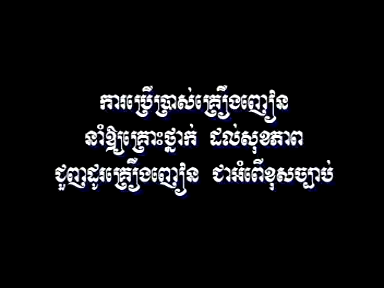 ការប្រើប្រាស់គ្រឿងញៀន
នាំឱ្យគ្រោះថ្នាក់ ដល់សុខភាព
ជួញដូរគ្រឿងញៀន ជាអំពើខុសច្បាប់